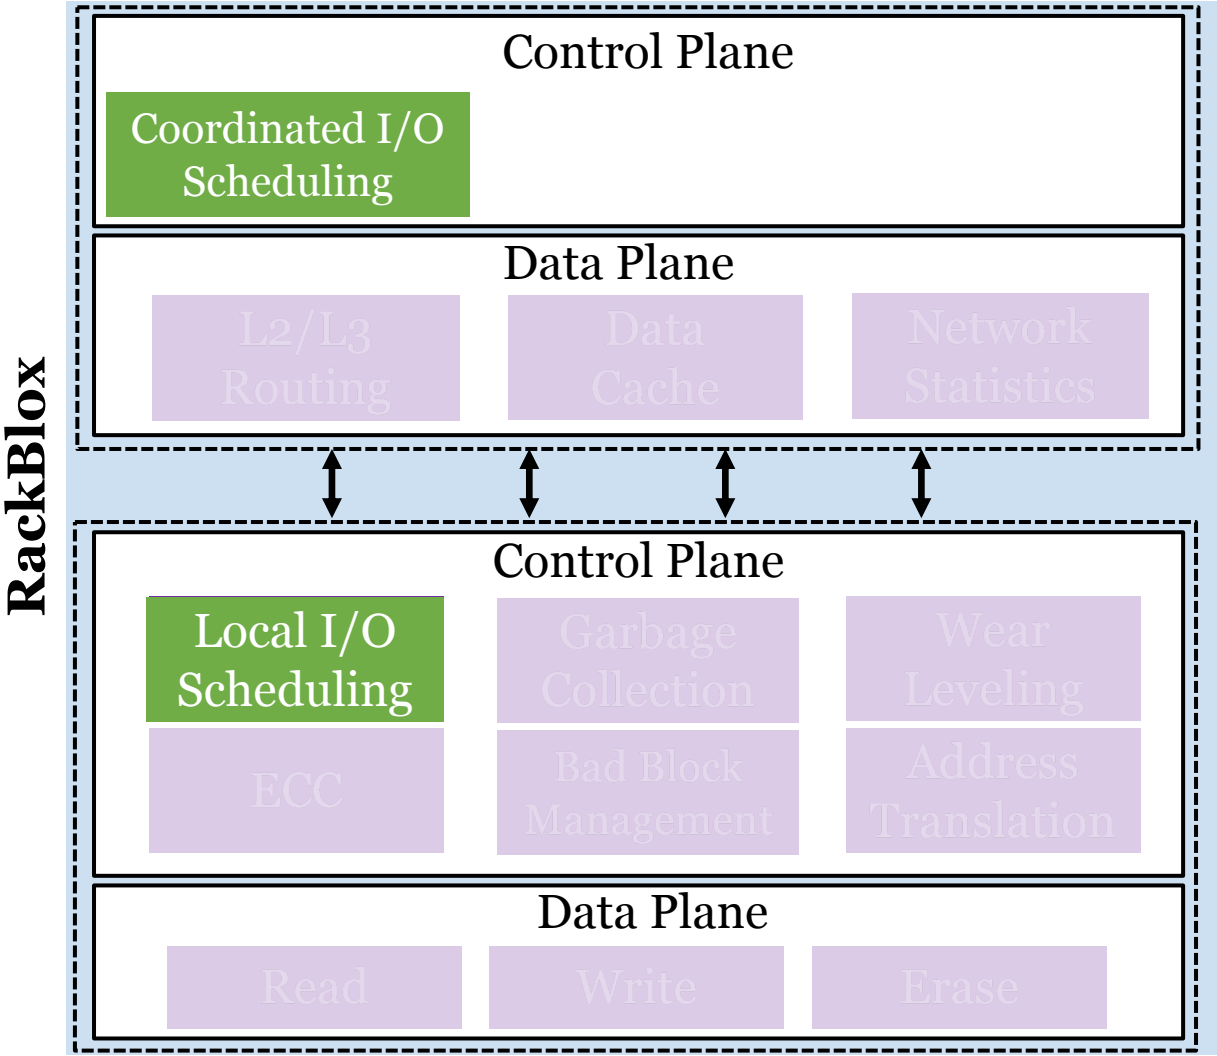 RackBlox
Control Plane
Coordinated I/O
Scheduling
Data Plane
L2/L3
Routing
Data
Cache
Network
Statistics
Control Plane
Local I/O
Scheduling
Garbage
Collection
Wear
Leveling
ECC
Bad Block
Management
Address
Translation
Data Plane
Read
Write
Erase